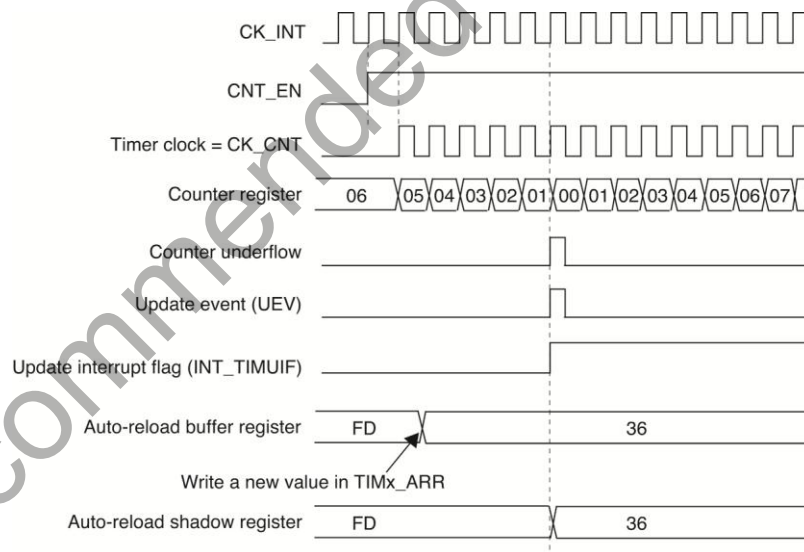 CK_INT
CNT_EN
Timer clock = CK_CNT
Counter register 06 05 04 03 02 01 00 01 02 03 04 05 06 07
Counter underflow
Update event (UEV)
Update interrupt flag (INT_TIMUIF)
Auto-reload buffer register FD 36
Write a new value in TIMx_ARR
Auto-reload shadow register FD 36
commended